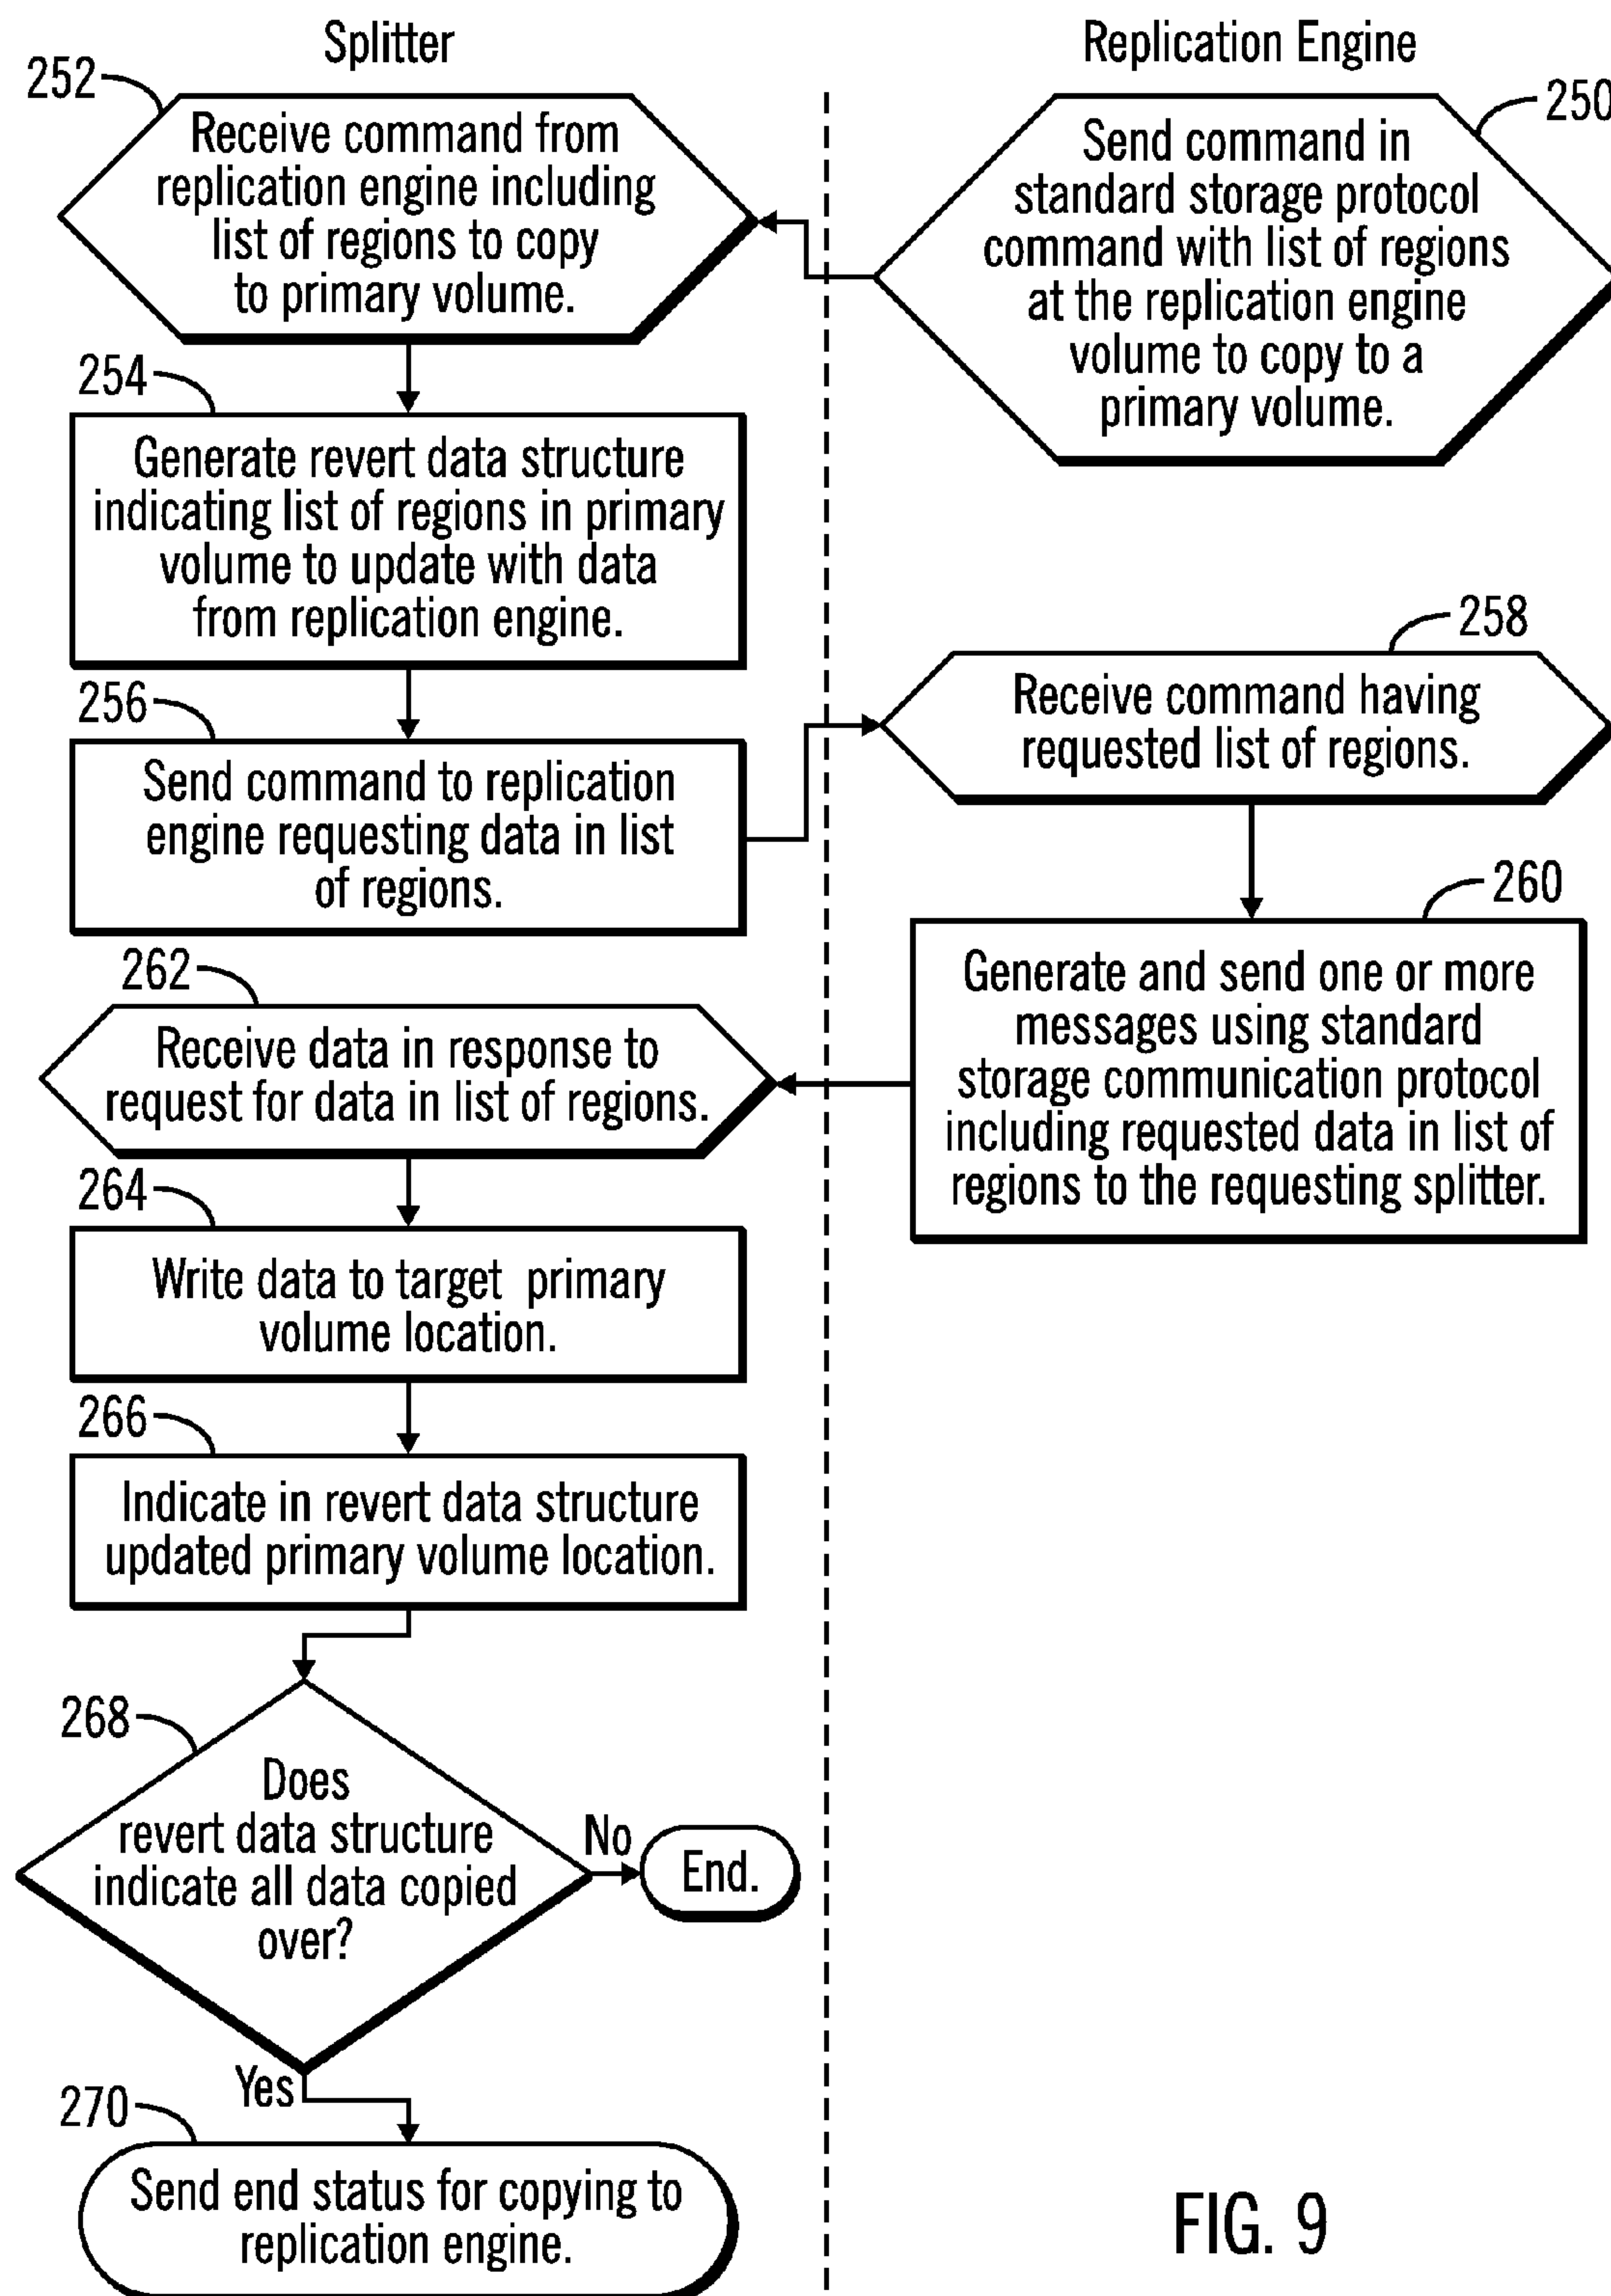 Splitter
Replication Engine
252
Receive command from
replication engine including
list of regions to copy
to primary volume.
250
Send command in
standard storage protocol
command with list of regions
at the replication engine
volume to copy to a
primary volume.
254
Generate revert data structure
indicating list of regions in primary
volume to update with data
from replication engine.
256
Send command to replication
engine requesting data in list
of regions.
258
Receive command having
requested list of regions.
260
Generate and send one or more
messages using standard
storage communication protocol
including requested data in list of
regions to the requesting splitter.
262
Receive data in response to
request for data in list of regions.
264
Write data to target primary
volume location.
266
Indicate in revert data structure
updated primary volume location.
268
Does
revert data structure
indicate all data copied
over?
No
End.
Yes
270
Send end status for copying to
replication engine.
FIG. 9